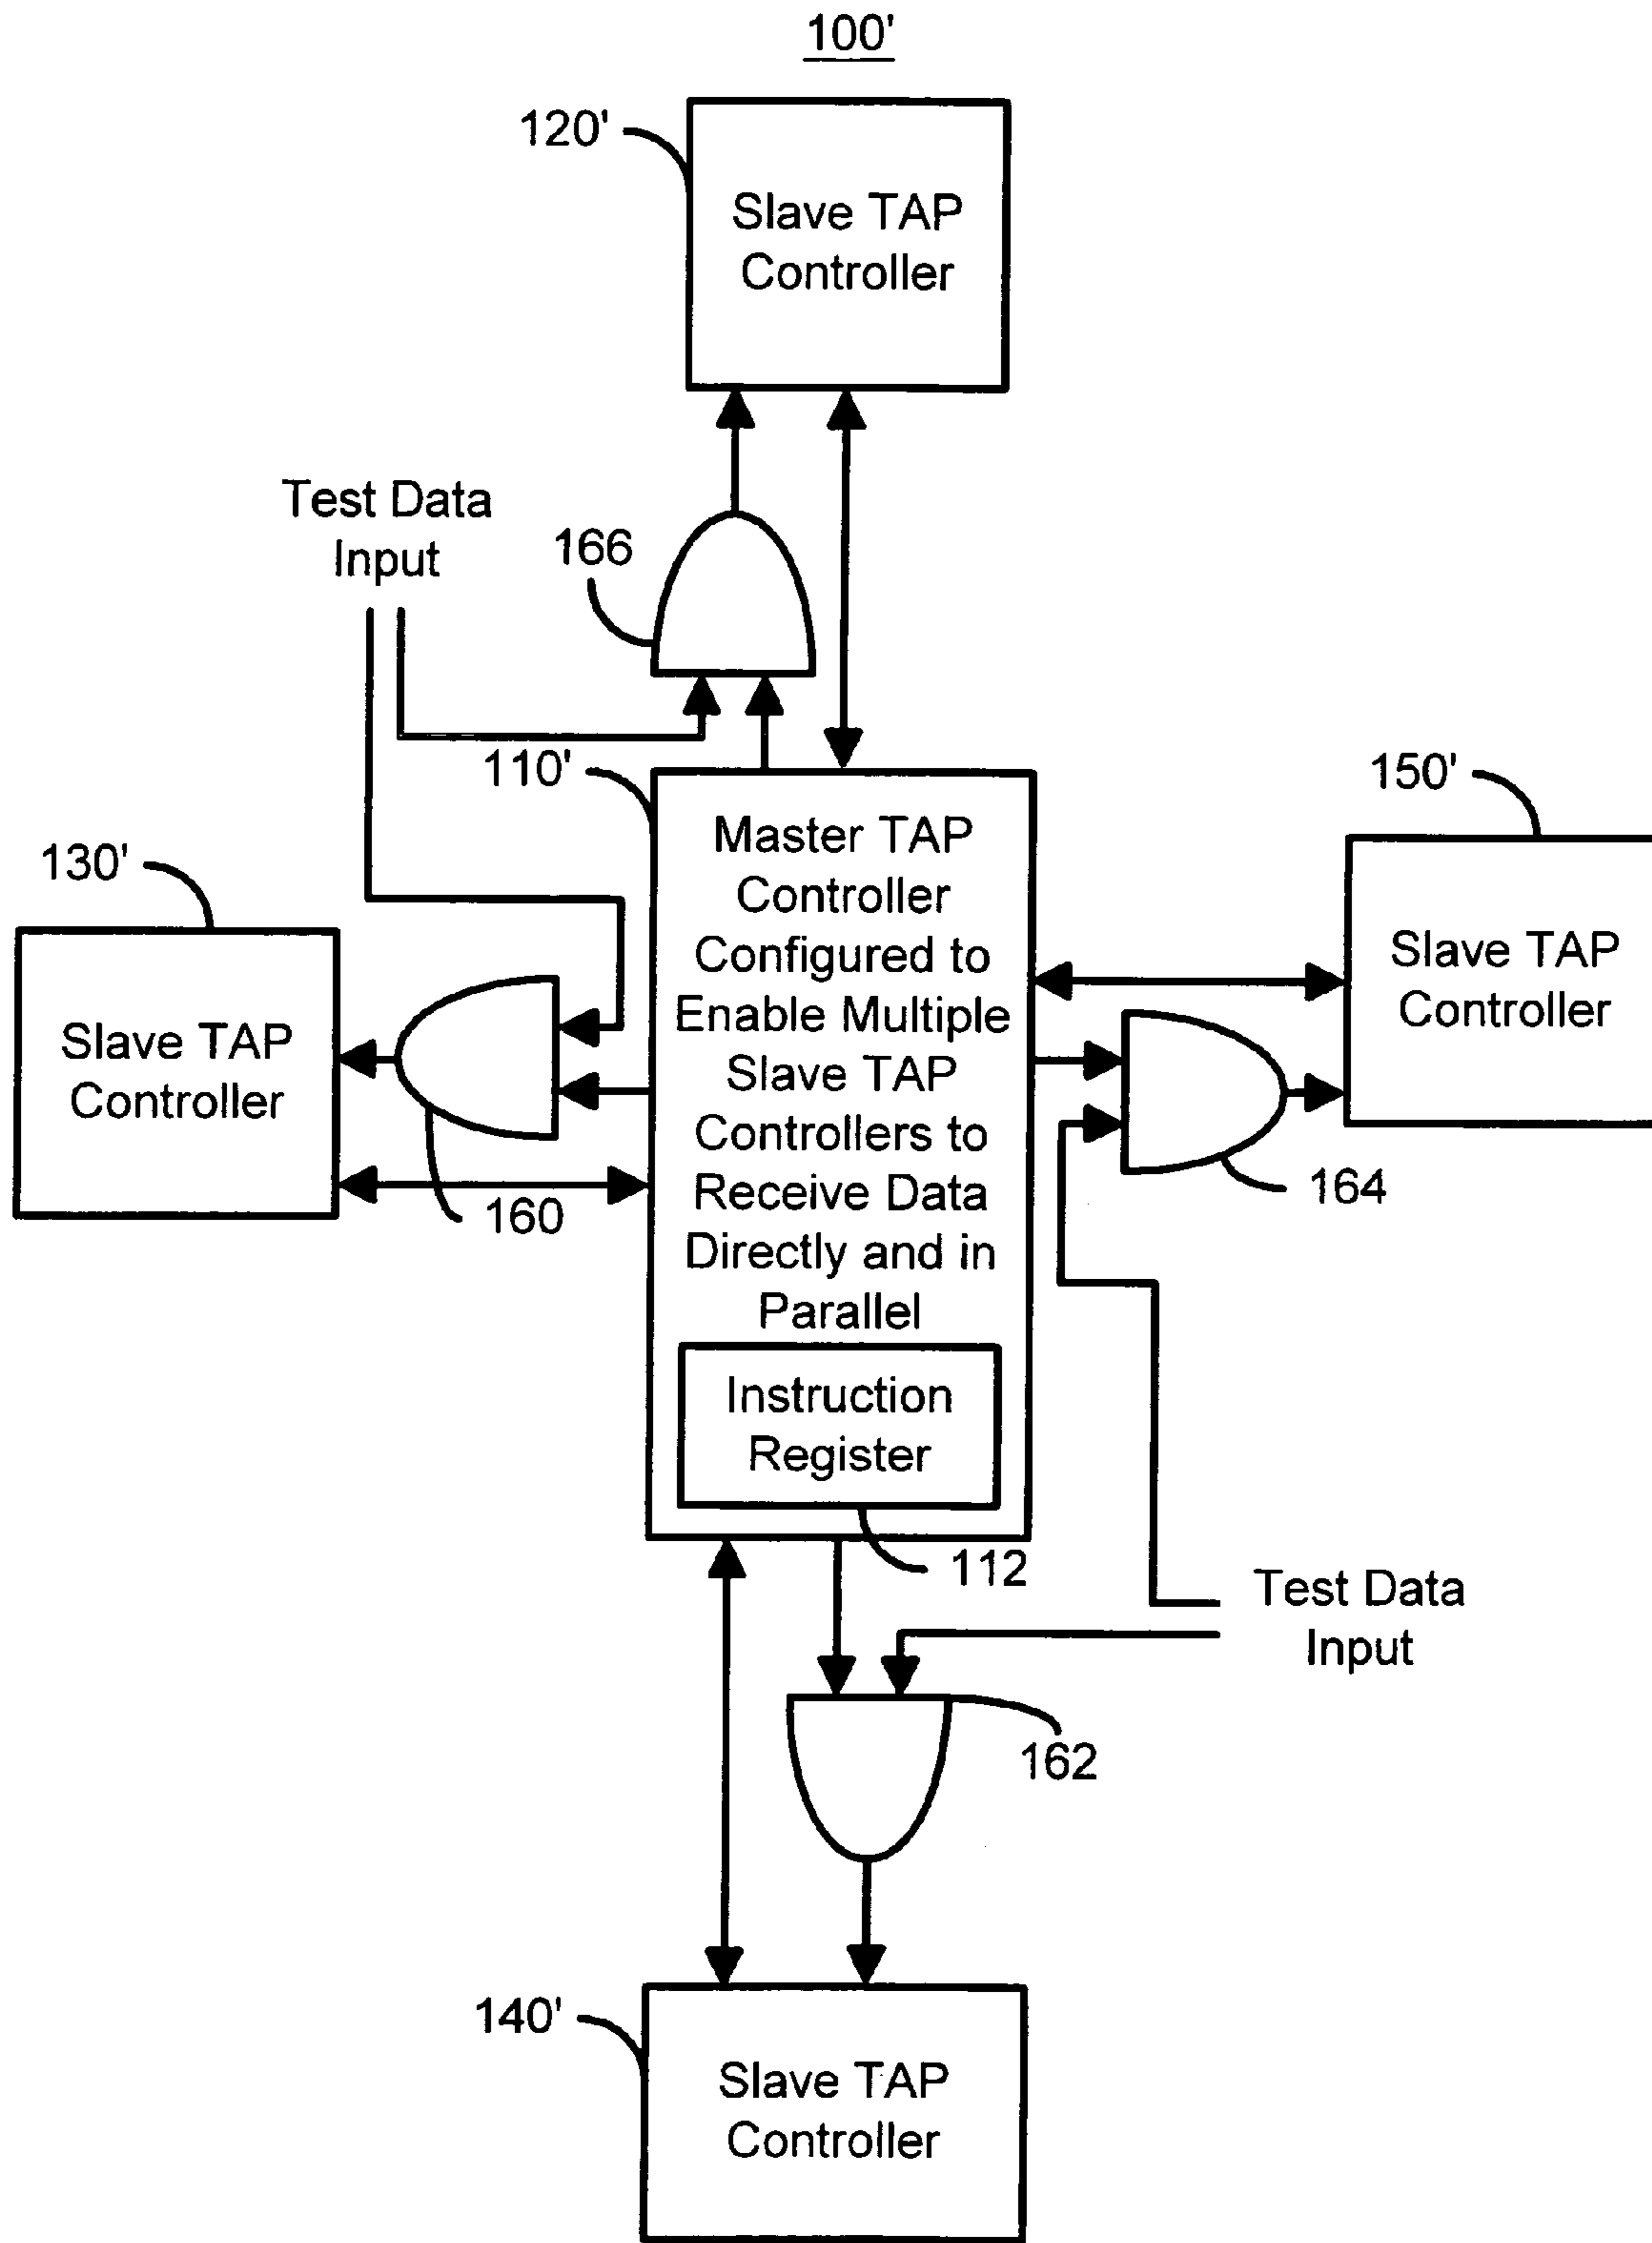 100'
120'
Slave TAP
Controller
Test Data
Input
166
110'
150'
Master TAP
Controller
Configured to
Enable Multiple
Slave TAP
Controllers to
Receive Data
Directly and in
Parallel
130'
Slave TAP
Controller
Slave TAP
Controller
160
164
Instruction
Register
112
Test Data
Input
162
140'
Slave TAP
Controller